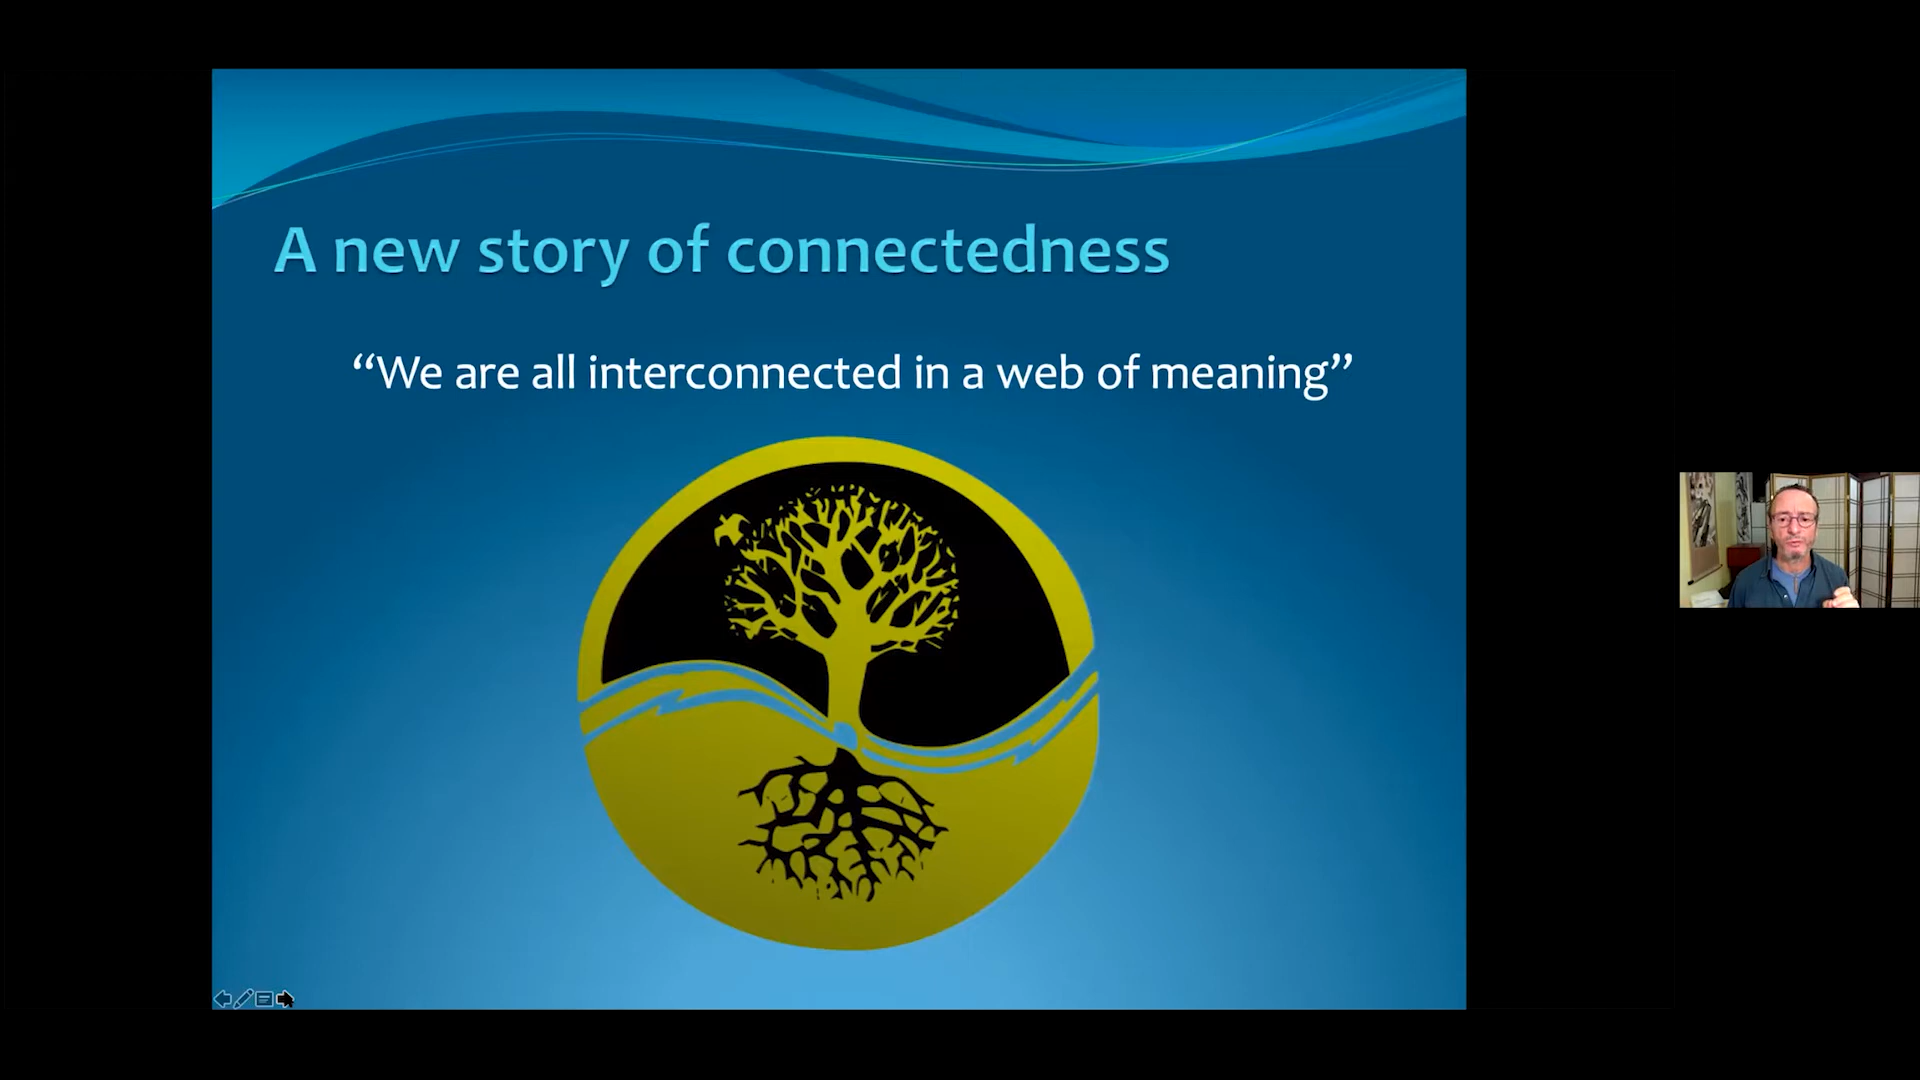 A new story of connectedness
“We are all interconnected in a web of meaning”